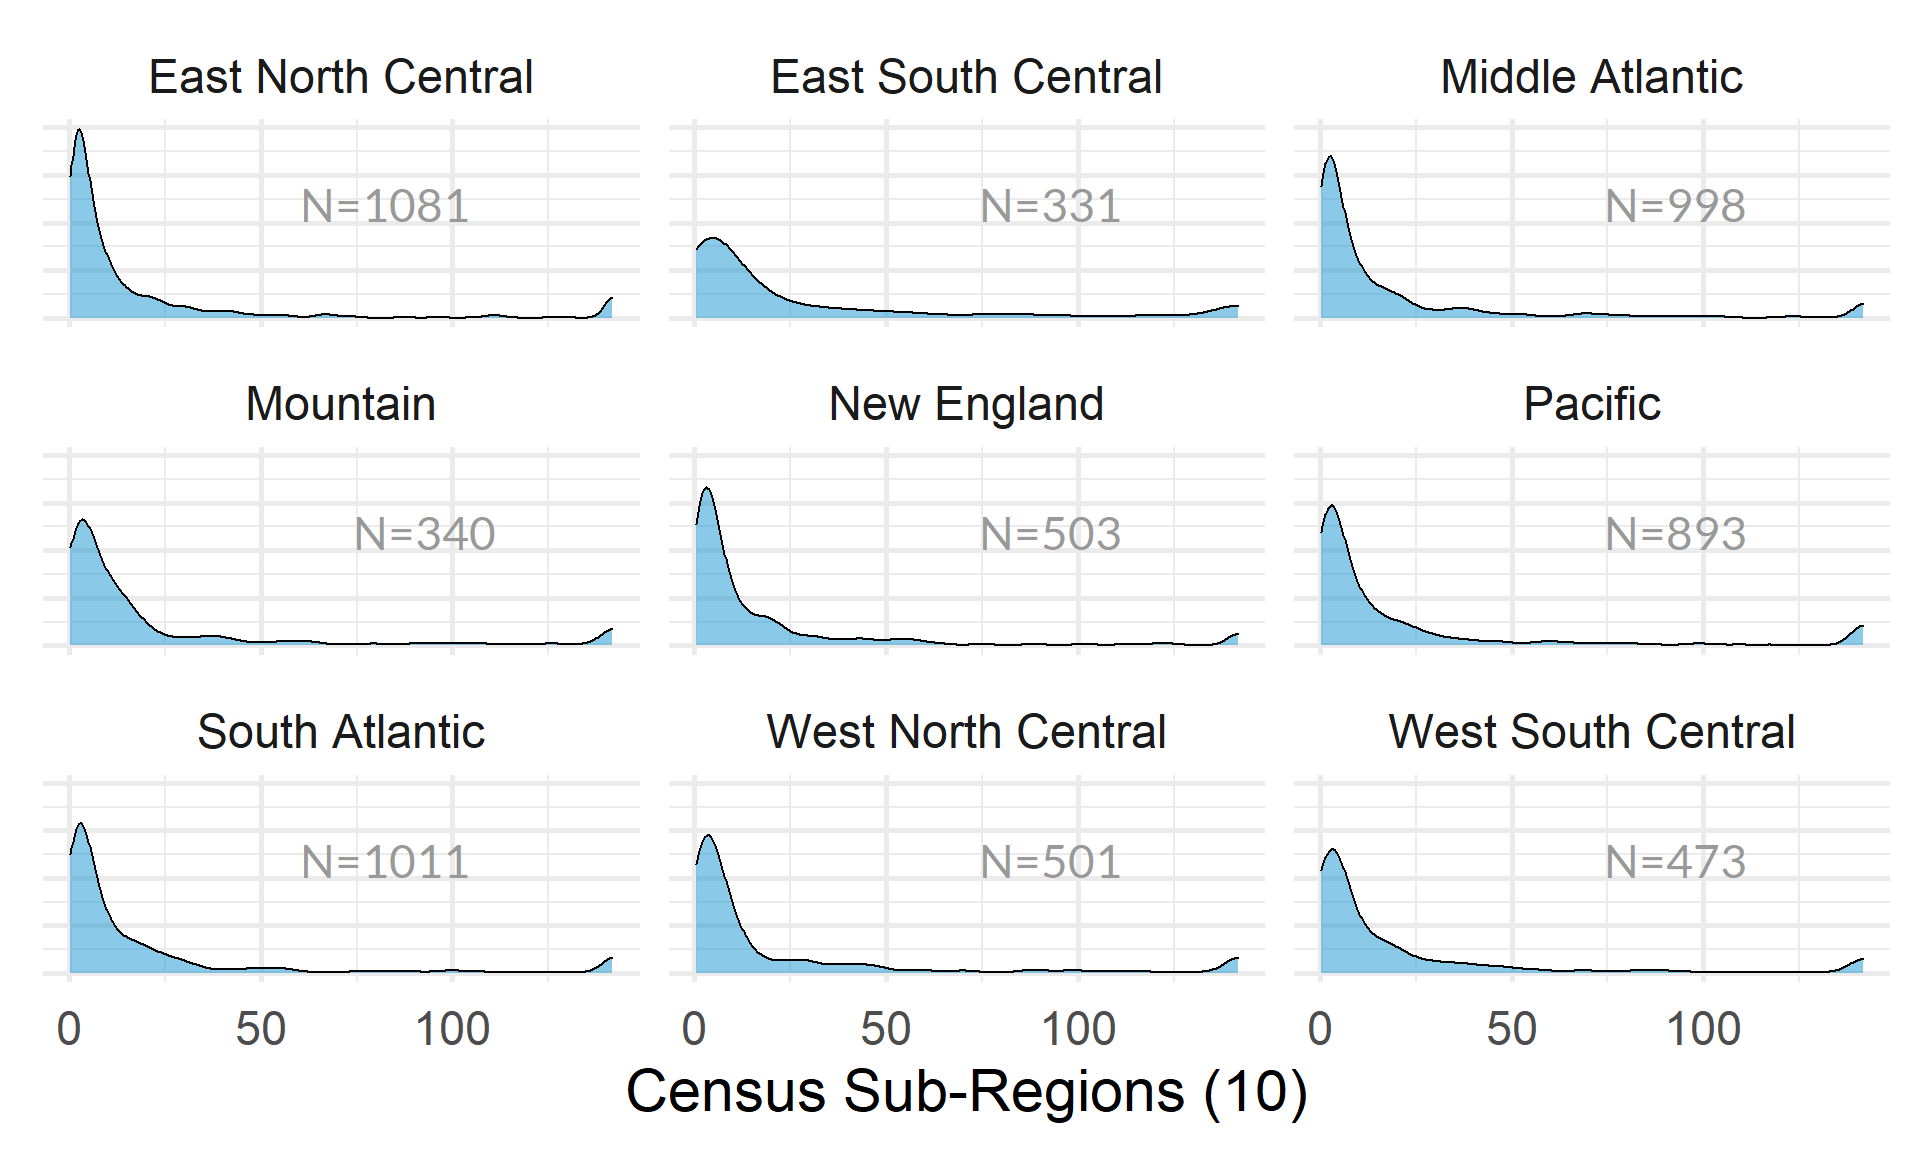 East North Central East South Central Middle Atlantic
N=1081 N=331 N=998
Mountain New England Pacific
N=340 N=503 N=893
South Atlantic West North Central West South Central
N=1011 N=501 N=473
0 50 100 0 50 100 0 50 100
Census Sub-Regions (10)